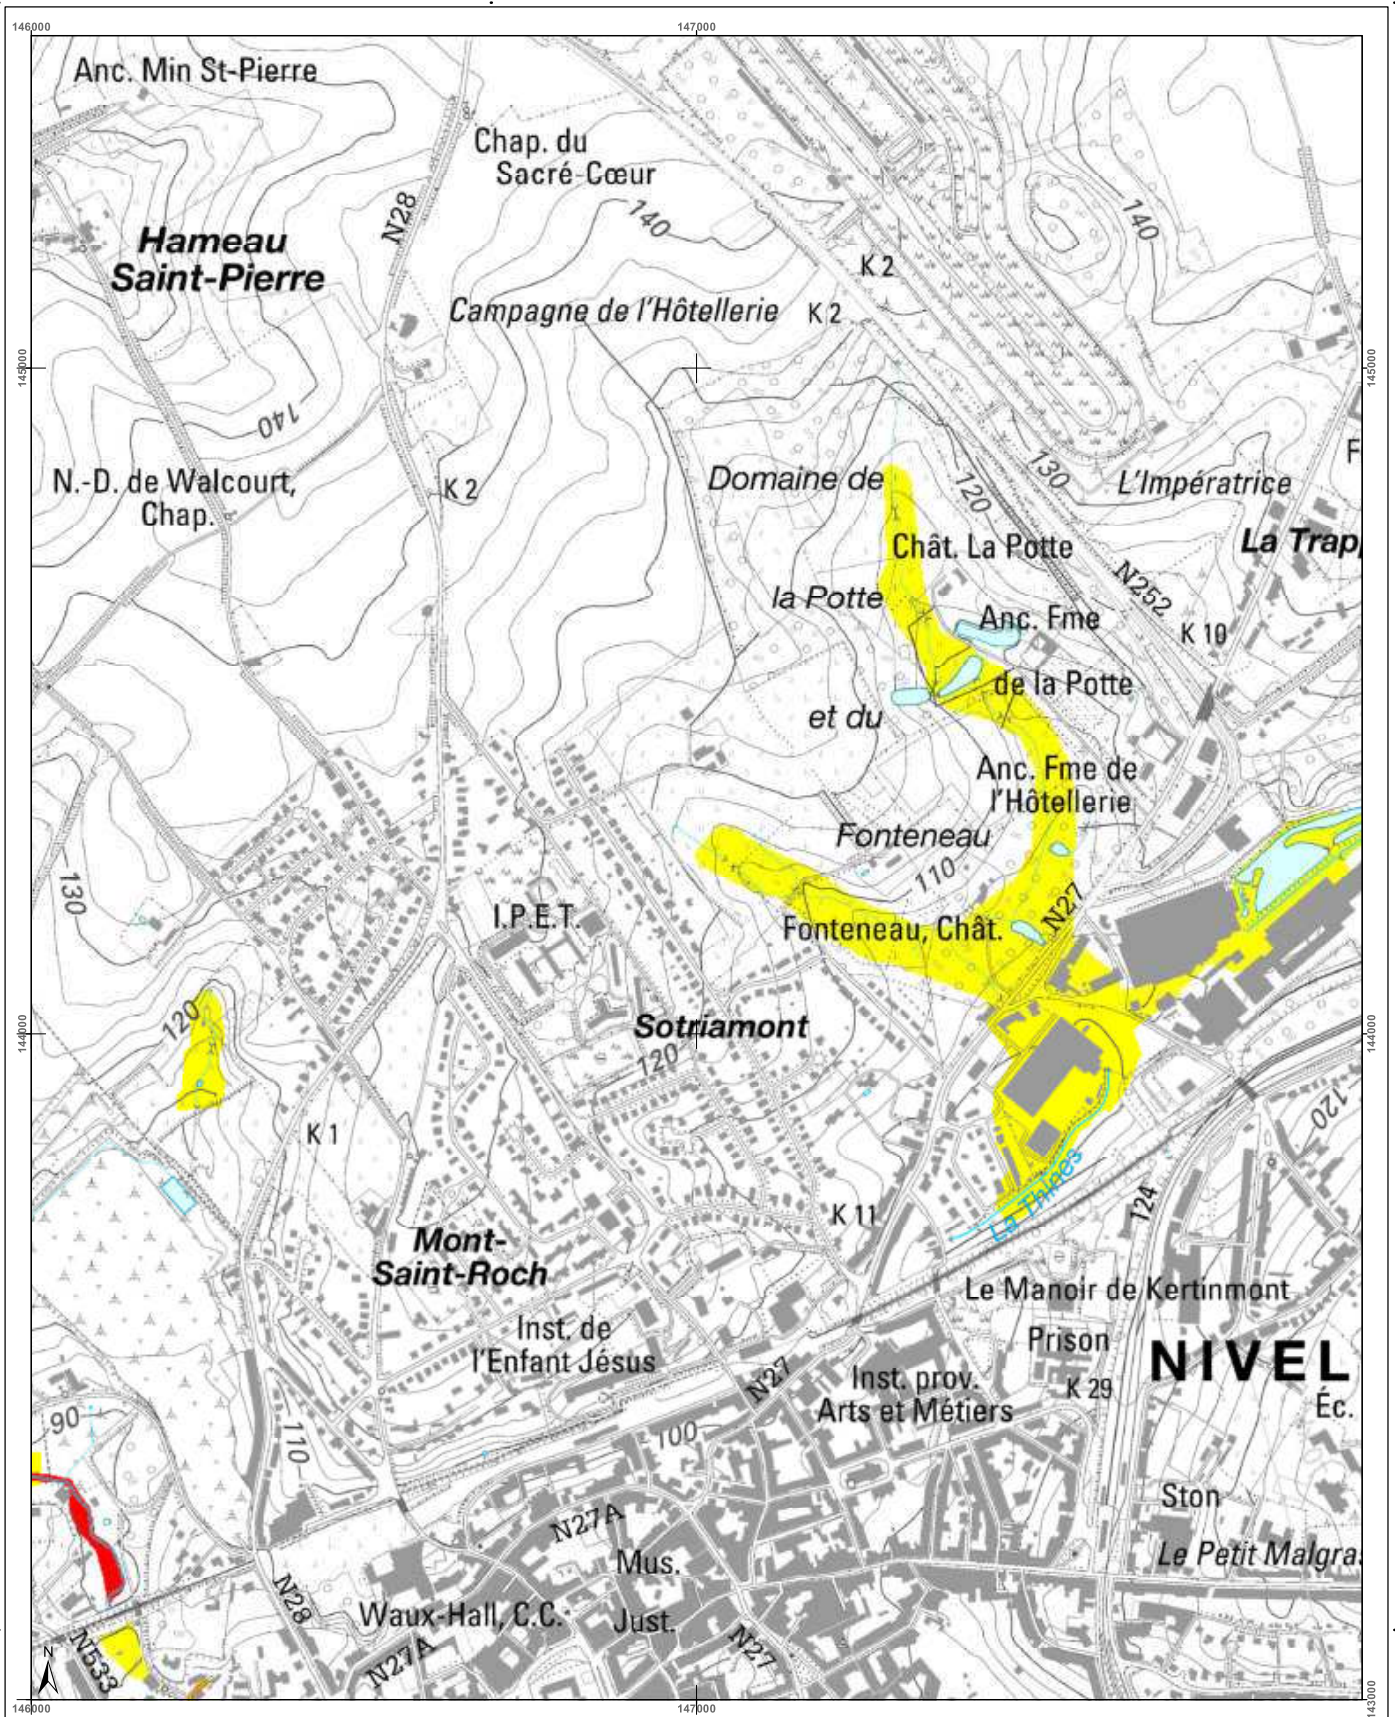 146000
147000
Anc. Min St-Pierre
Chap. du
Sacré-Cœur
N28
140
140
Hameau
Saint-Pierre
K 2
Campagne de l'Hôtellerie
K 2
145000
145000
140
N.-D. de Walcourt,
Chap.
K 2
Domaine de
120
130
L'Impératrice
F
Chât. La Potte
La Trap
N252
la Potte
Anc. Fme
K 10
de la Potte
et du
Anc. Fme de
l'Hôtellerie
Fonteneau
110
130
N27
I.P.E.T.
Fonteneau, Chât.
120
Sotriamont
120
144000
144000
120
K 1
La Thines
124
K 11
Mont-
Saint-Roch
Le Manoir de Kertinmont
Inst. de
l'Enfant Jésus
Prison
NIVEL
N27
Inst. prov.
Arts et Métiers
K 29
Éc.
90
110
100
Ston
N27A
Mus.
Le Petit Malgra
N28
Waux-Hall, C.C.
Just.
N533
N27A
N27
N
146000
147000
143000